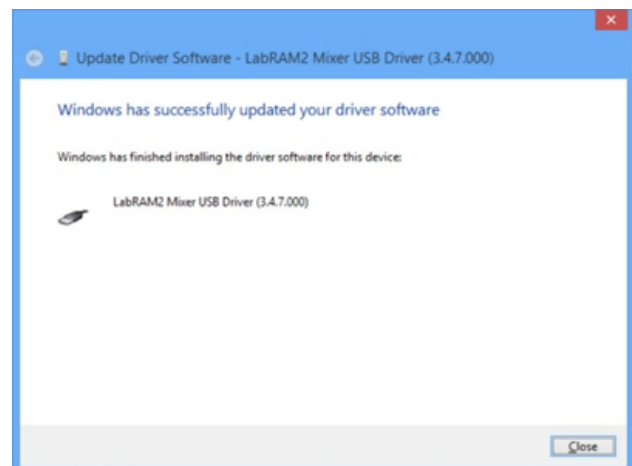 Update Driver Software - LabRAM2 Mixer USB Driver (3.4.7.000)
Windows has successfully updated your driver software
Windows has finished installing the driver software for this device:
LabRAM2 Mixer USB Driver (3.4.7.000)
Close